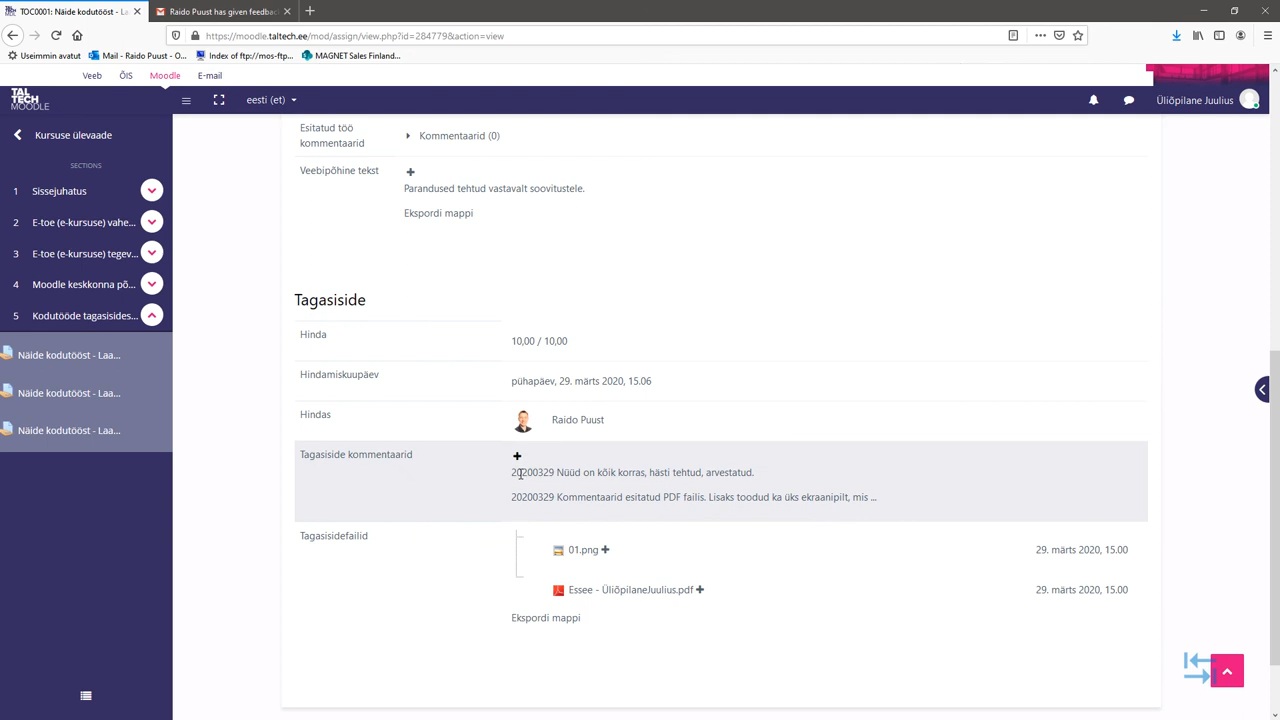 TOC0001: Näide kodutööst - La
Raido Puust has given feedbac
https://moodle.taltech.ee/mod/assign/view.php?id=284779&action=view
Useimmin avatut
Mail - Raido Puust - O...
Index of ftp://mos-ftp...
MAGNET Sales Finland...
Veeb
ÕIS
Moodle
E-mail
TAL
TECH
MOODLE
eesti (et)
Üliõpilane Juulius
Kursuse ülevaade
SECTIONS
1 Sissejuhatus
2 E-toe (e-kursuse) vahe...
3 E-toe (e-kursuse) tegev...
4 Moodle keskkonna põ...
5 Kodutööde tagasisides...
Näide kodutööst - Laa...
Näide kodutööst - Laa...
Näide kodutööst - Laa...
Esitatud töö
kommentaarid
Kommentaarid (0)
Veebipõhine tekst
Parandused tehtud vastavalt soovitustele.
Ekspordi mappi
Tagasiside
Hinda
10,00 / 10,00
Hindamiskuupäev
pühapäev, 29. märts 2020, 15.06
Hindas
Raido Puust
Tagasiside kommentaarid
20200329 Nüüd on kõik korras, hästi tehtud, arvestatud.
20200329 Kommentaarid esitatud PDF failis. Lisaks toodud ka üks ekraanipilt, mis ...
Tagasisidefailid
01.png
29. märts 2020, 15.00
Essee - ÜliõpilaneJuulius.pdf
29. märts 2020, 15.00
Ekspordi mappi